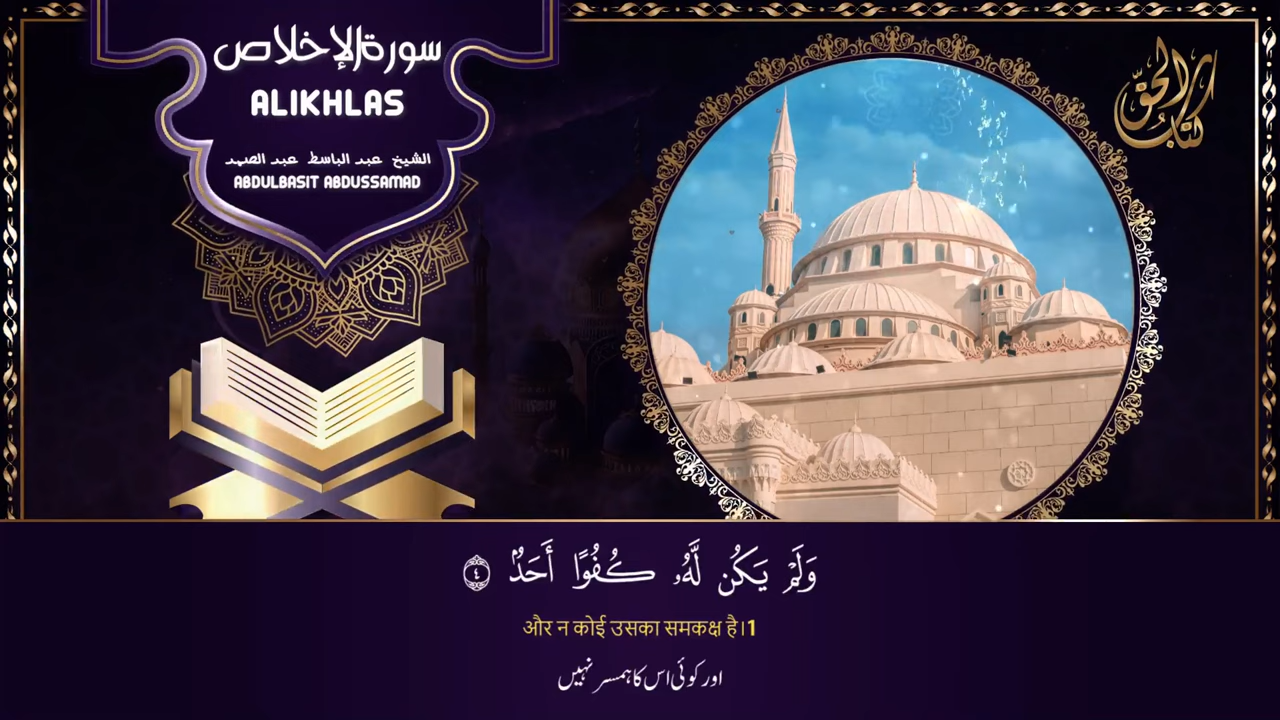 سورة الإخلاص
ALIKHLAS
الشيخ عبد الباسط عبد الصمد
ABDULBASIT ABDUSSAMAD
كتاب الحق
وَلَمْ يَكُن لَّهُۥ كُفُوًا أَحَدٌۢ ٤
और न कोई उसका समकक्ष है।1
اور کوئی اس کا ہمسر نہیں